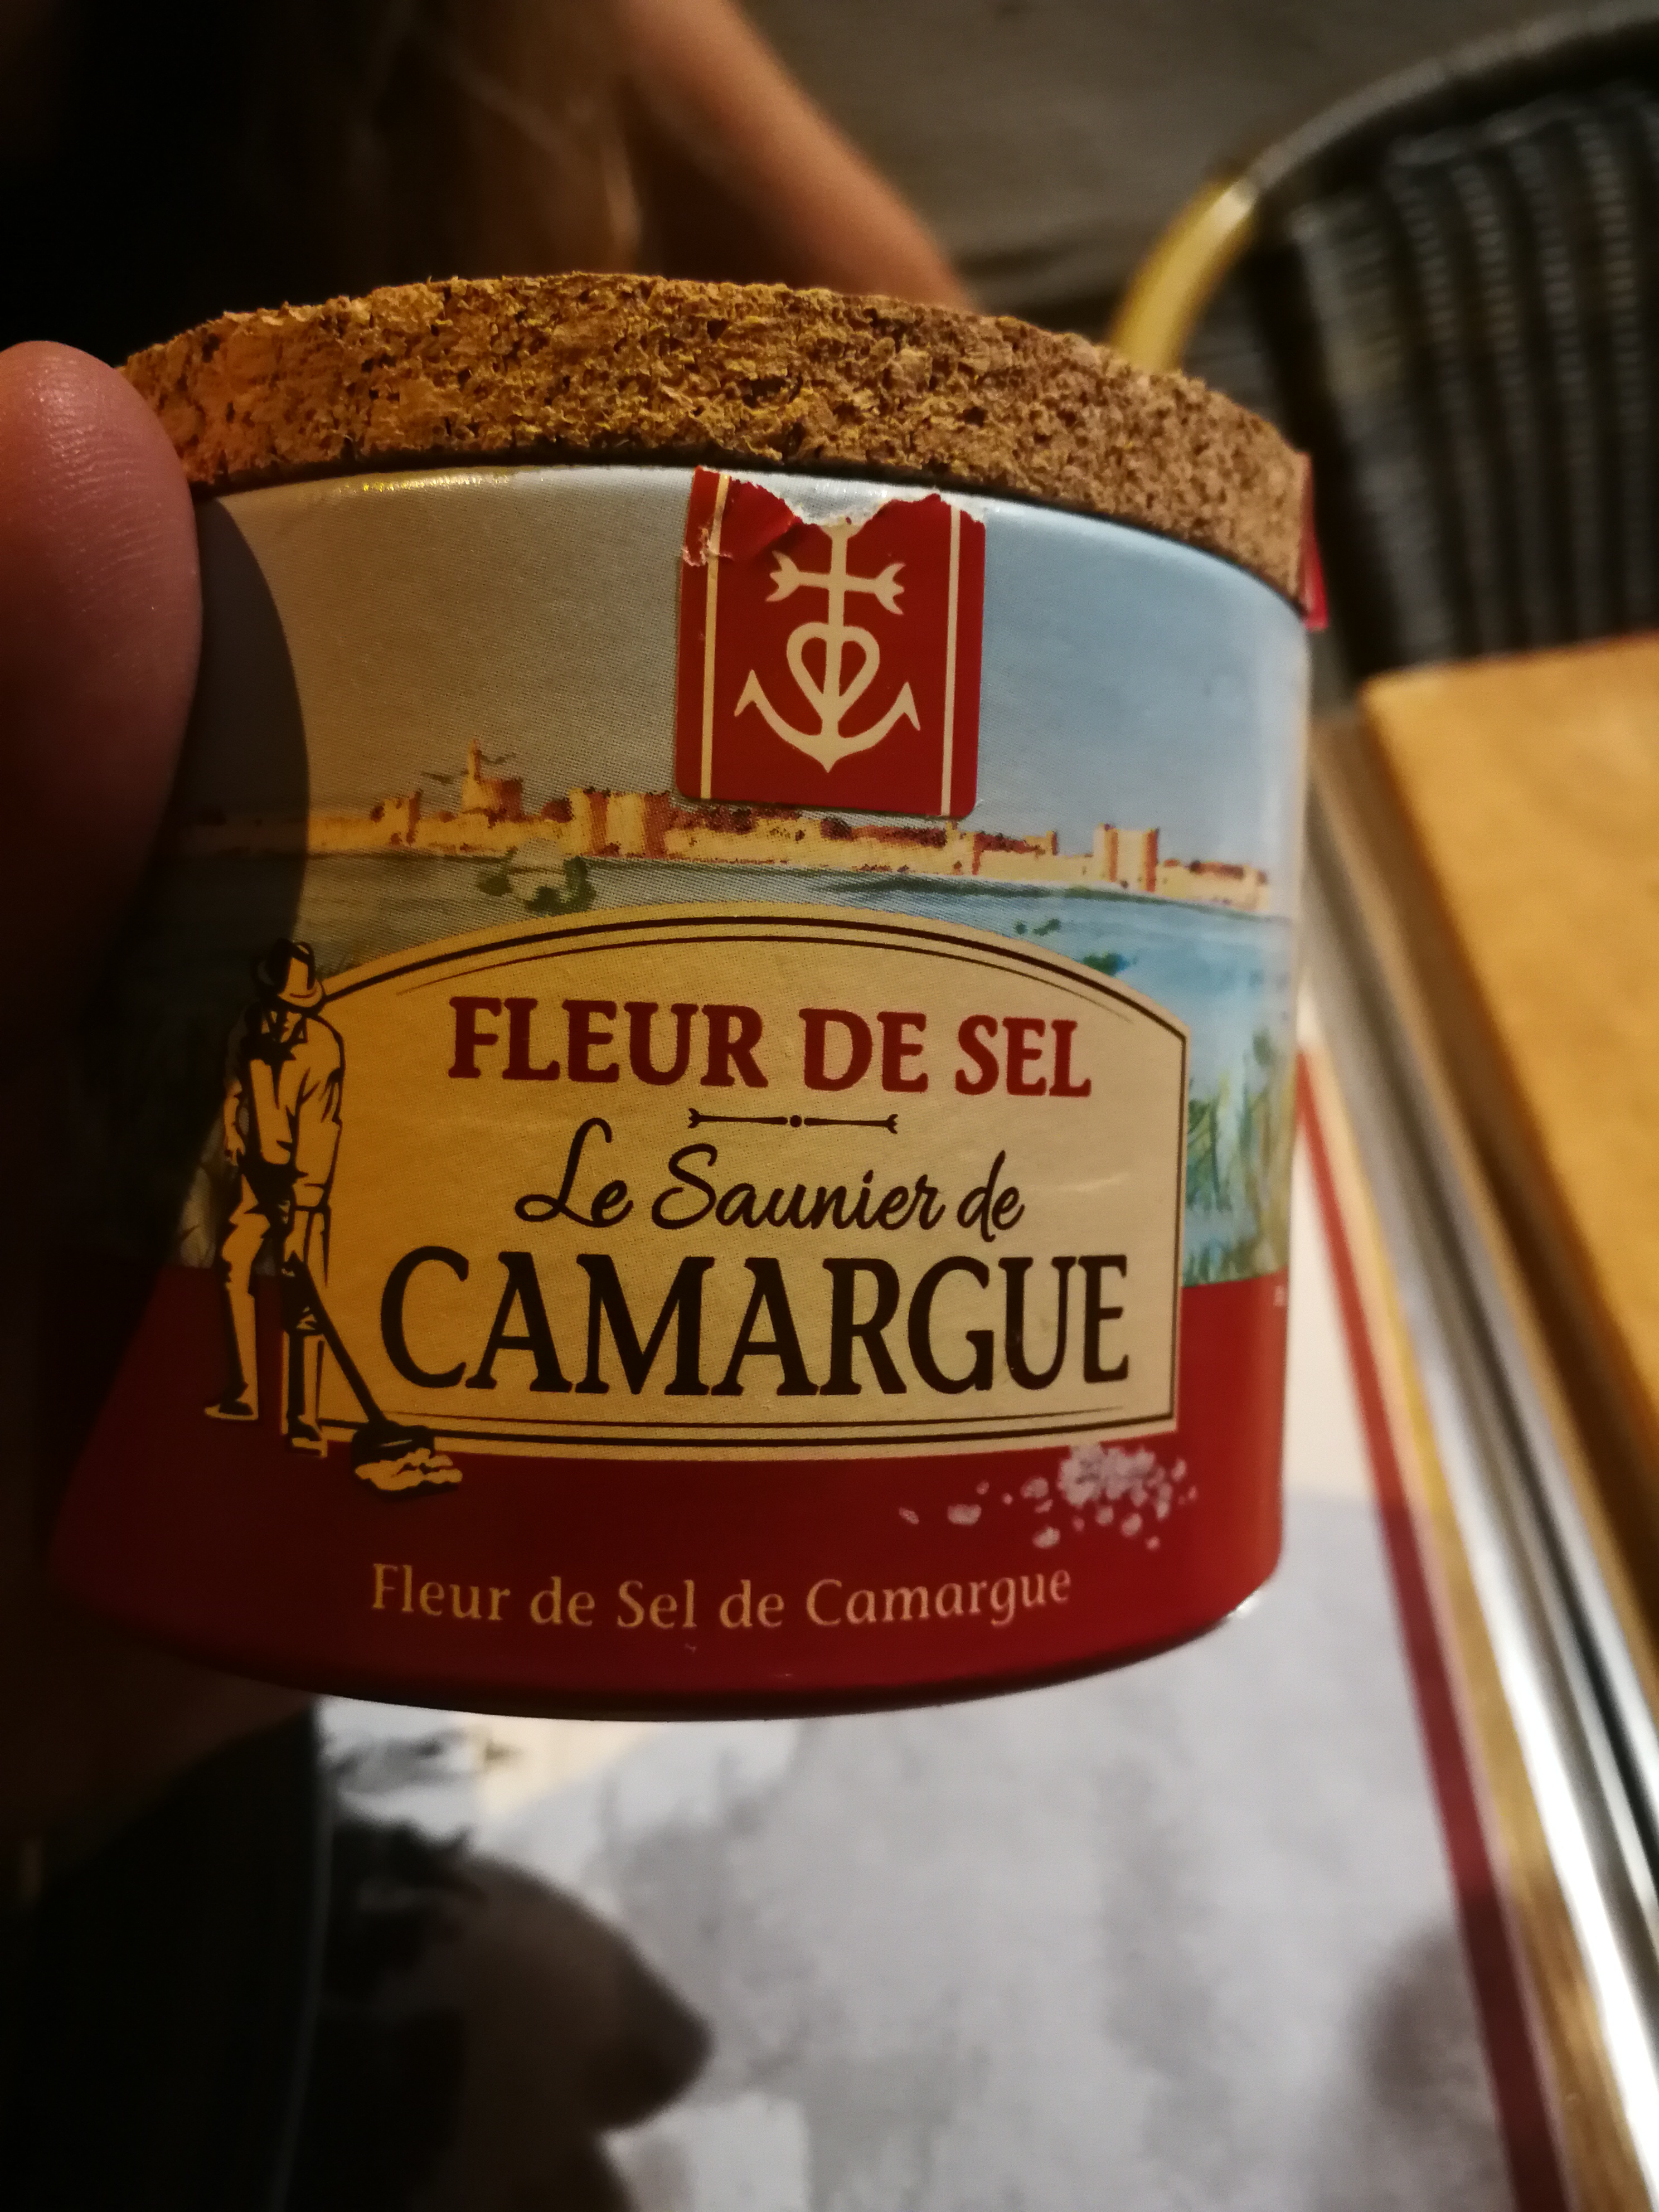 FLEUR DE SEL
Le Saunier de
CAMARGUE
Fleur de Sel de Camargue